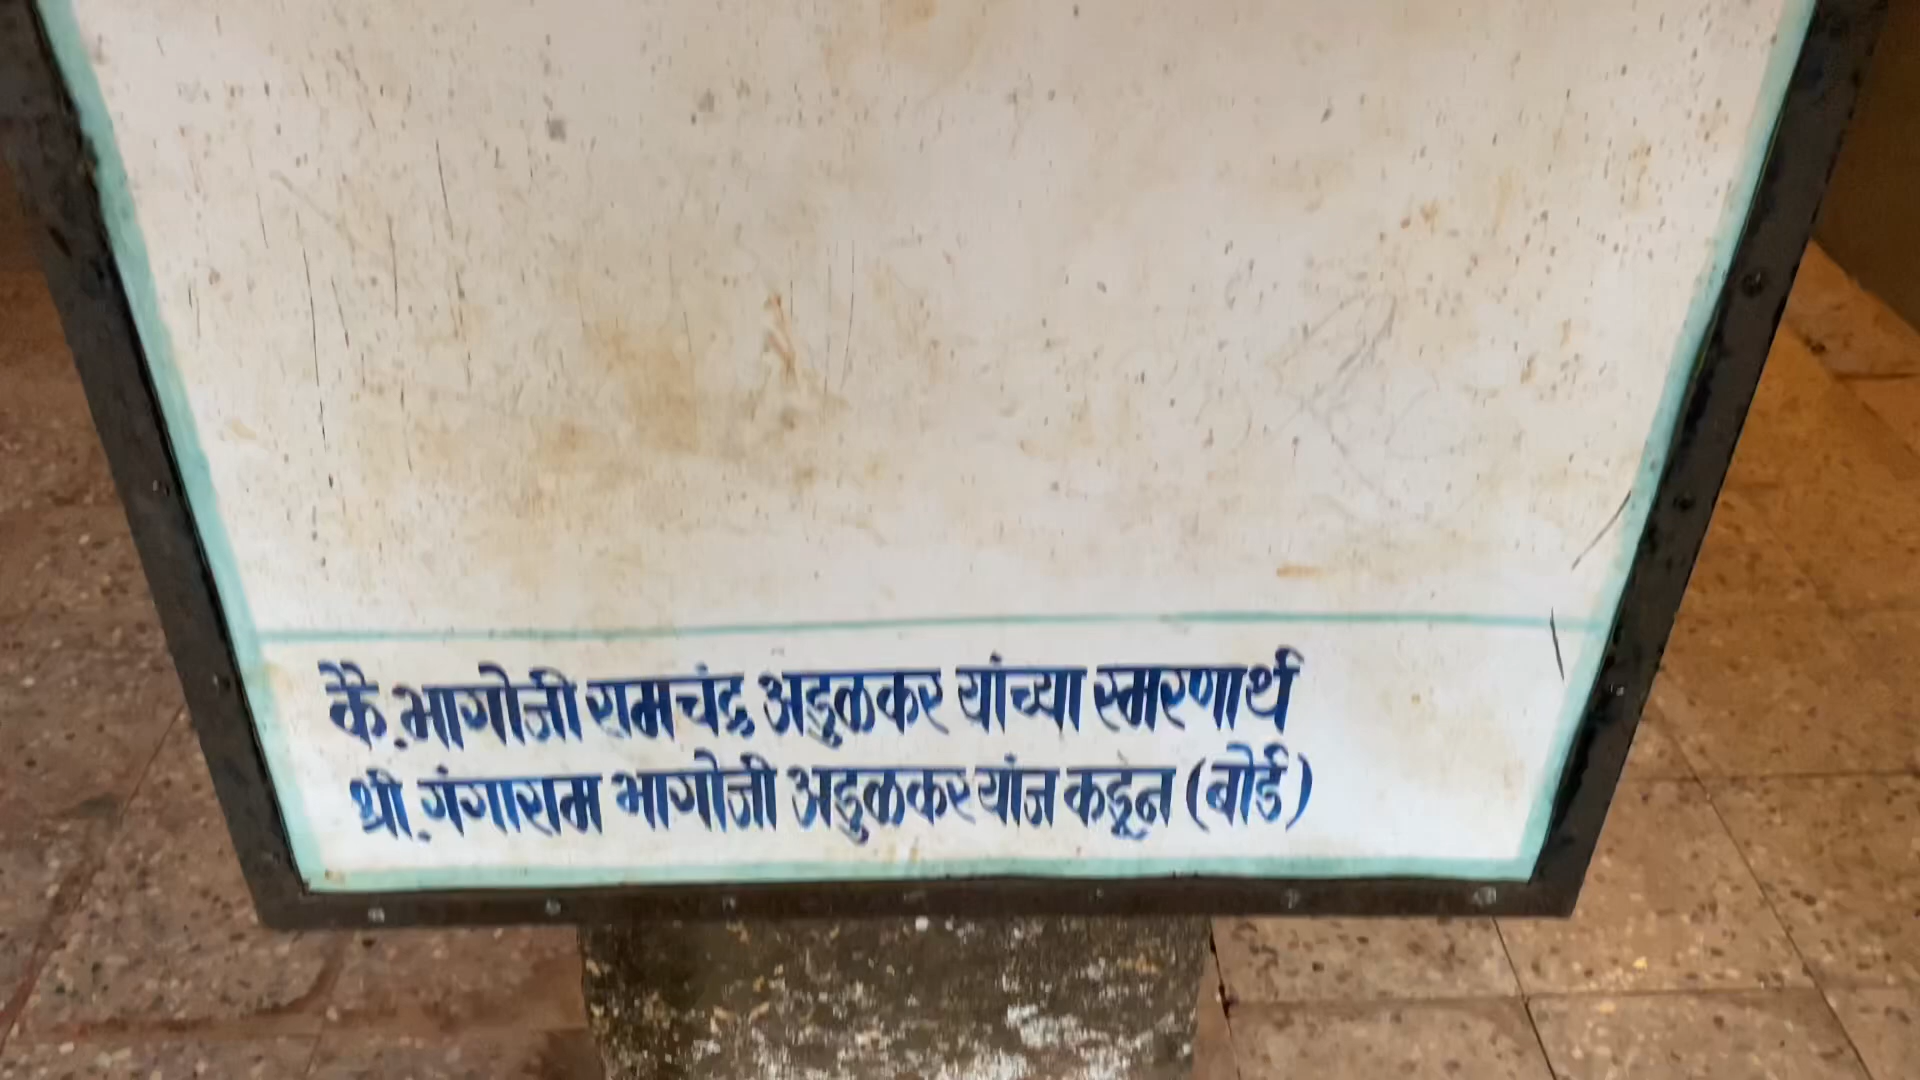 कै.भागोजी रामचंद्र अडुळकर यांच्या स्मरणार्थ
श्री.गंगाराम भागोजी अडुळकर यांज कडून (बोर्ड)